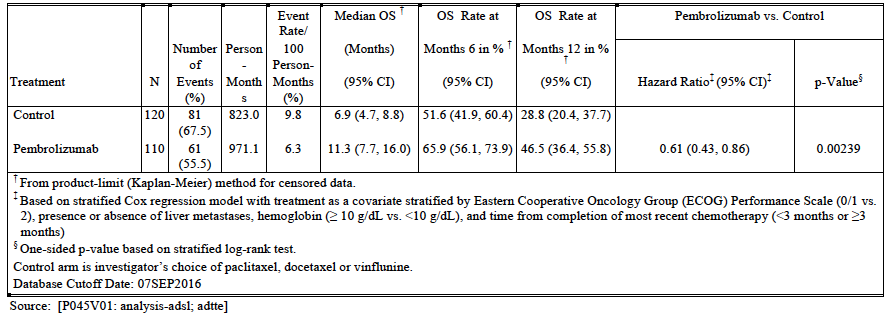 Treatment N Number of Events (%) Person - Months Event Rate/ 100 Person- Months (%) Median OS † (Months) (95% CI) OS Rate at Months 6 in % † (95% CI) OS Rate at Months 12 in % † (95% CI) Pembrolizumab vs. Control Hazard Ratio‡ (95% CI)‡ p-Value§
Control 120 81 (67.5) 823.0 9.8 6.9 (4.7, 8.8) 51.6 (41.9, 60.4) 28.8 (20.4, 37.7)
Pembrolizumab 110 61 (55.5) 971.1 6.3 11.3 (7.7, 16.0) 65.9 (56.1, 73.9) 46.5 (36.4, 55.8) 0.61 (0.43, 0.86) 0.00239
† From product-limit (Kaplan-Meier) method for censored data.
‡ Based on stratified Cox regression model with treatment as a covariate stratified by Eastern Cooperative Oncology Group (ECOG) Performance Scale (0/1 vs.
2), presence or absence of liver metastases, hemoglobin (≥ 10 g/dL vs. <10 g/dL), and time from completion of most recent chemotherapy (<3 months or ≥3
months)
§ One-sided p-value based on stratified log-rank test.
Control arm is investigator's choice of paclitaxel, docetaxel or vinflunine.
Database Cutoff Date: 07SEP2016
Source: [P045V01: analysis-adsl; adtte]